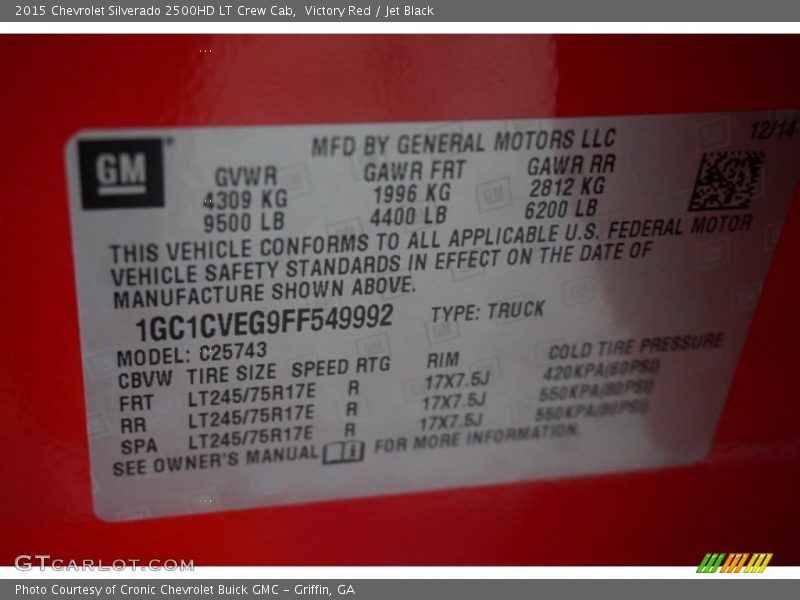 2015 Chevrolet Silverado 2500HD LT Crew Cab,  Victory Red / Jet Black
MFD BY GENERAL MOTORS LLC 12/14
GM GVWR GAWR FRT GAWR RR
4309 KG 1996 KG 2812 KG
9500 LB 4400 LB 6200 LB
THIS VEHICLE CONFORMS TO ALL APPLICABLE U.S. FEDERAL MOTOR
VEHICLE SAFETY STANDARDS IN EFFECT ON THE DATE OF
MANUFACTURE SHOWN ABOVE.
1GC1CVEG9FF549992 TYPE: TRUCK
MODEL: C25743
CBVW TIRE SIZE SPEED RTG RIM COLD TIRE PRESSURE
FRT LT245/75R17E R 17X7.5J 420KPA(60PSI)
RR LT245/75R17E R 17X7.5J 550KPA(80PSI)
SPA LT245/75R17E R 17X7.5J 550KPA(80PSI)
SEE OWNER'S MANUAL FOR MORE INFORMATION.
GTCARLOT.COM
Photo Courtesy of Cronic Chevrolet Buick GMC - Griffin, GA